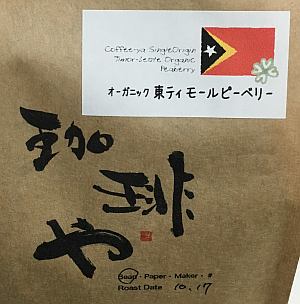 Coffee-ya SingleOrigin
Timor-Leste Organic
Peaberry
オーガニック 東ティモールピーベリー
珈琲や
Bean・Paper・Maker・#
Roast Date 10.17